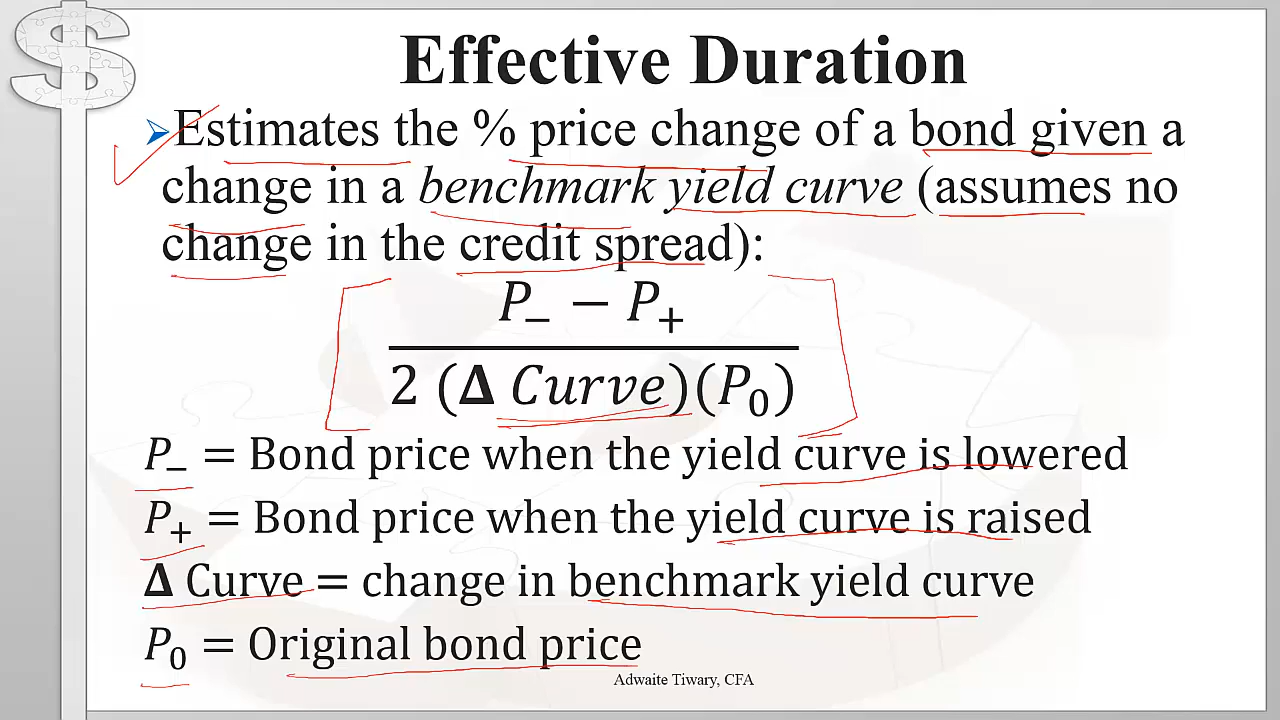 Effective Duration
➢Estimates the % price change of a bond given a
change in a benchmark yield curve (assumes no
change in the credit spread):
P₋ − P₊
2 (Δ Curve)(P₀)
P₋ = Bond price when the yield curve is lowered
P₊ = Bond price when the yield curve is raised
Δ Curve = change in benchmark yield curve
P₀ = Original bond price
Adwaite Tiwary, CFA